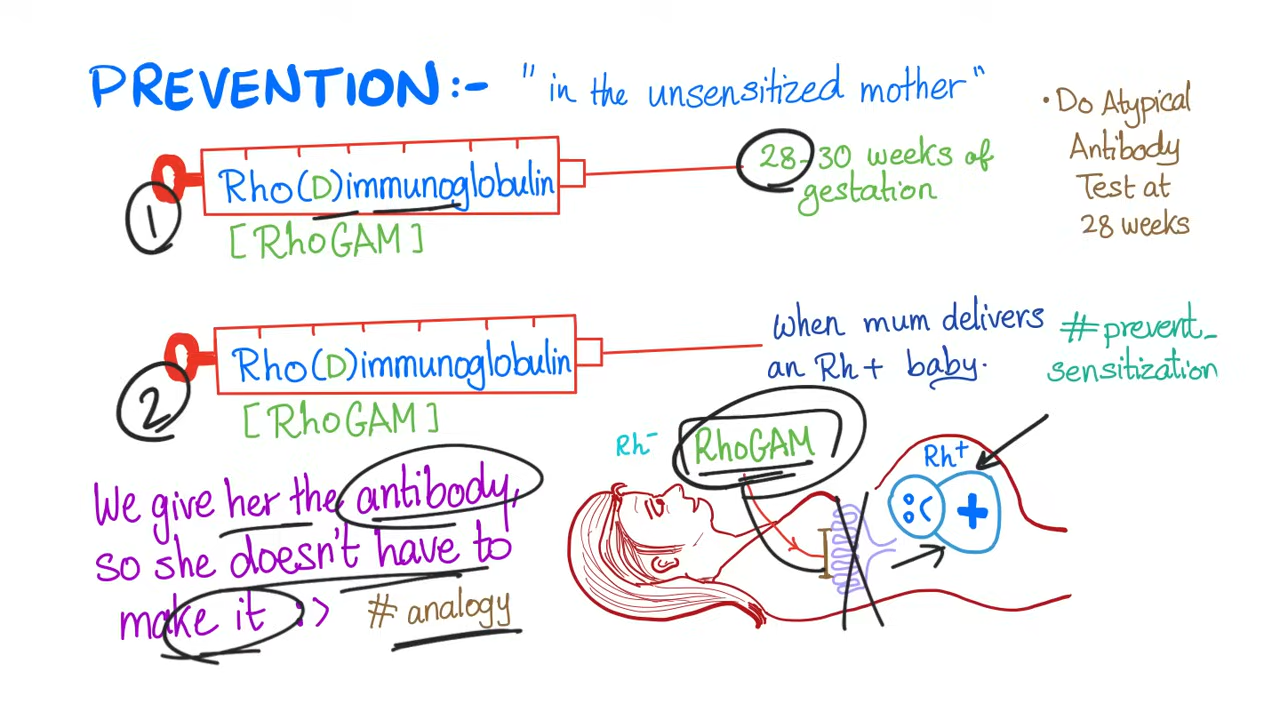 PREVENTION:- "in the unsensitized mother"
• Do Atypical
Antibody
Test at
28 weeks
1
Rho(D)immunoglobulin
[RhoGAM]
28-30 weeks of
gestation
2
Rho(D)immunoglobulin
[RhoGAM]
when mum delivers
an Rh+ baby.
#prevent_
sensitization
We give her the antibody,
so she doesn't have to
make it :>
# analogy
Rh-
RhoGAM
Rh+
+